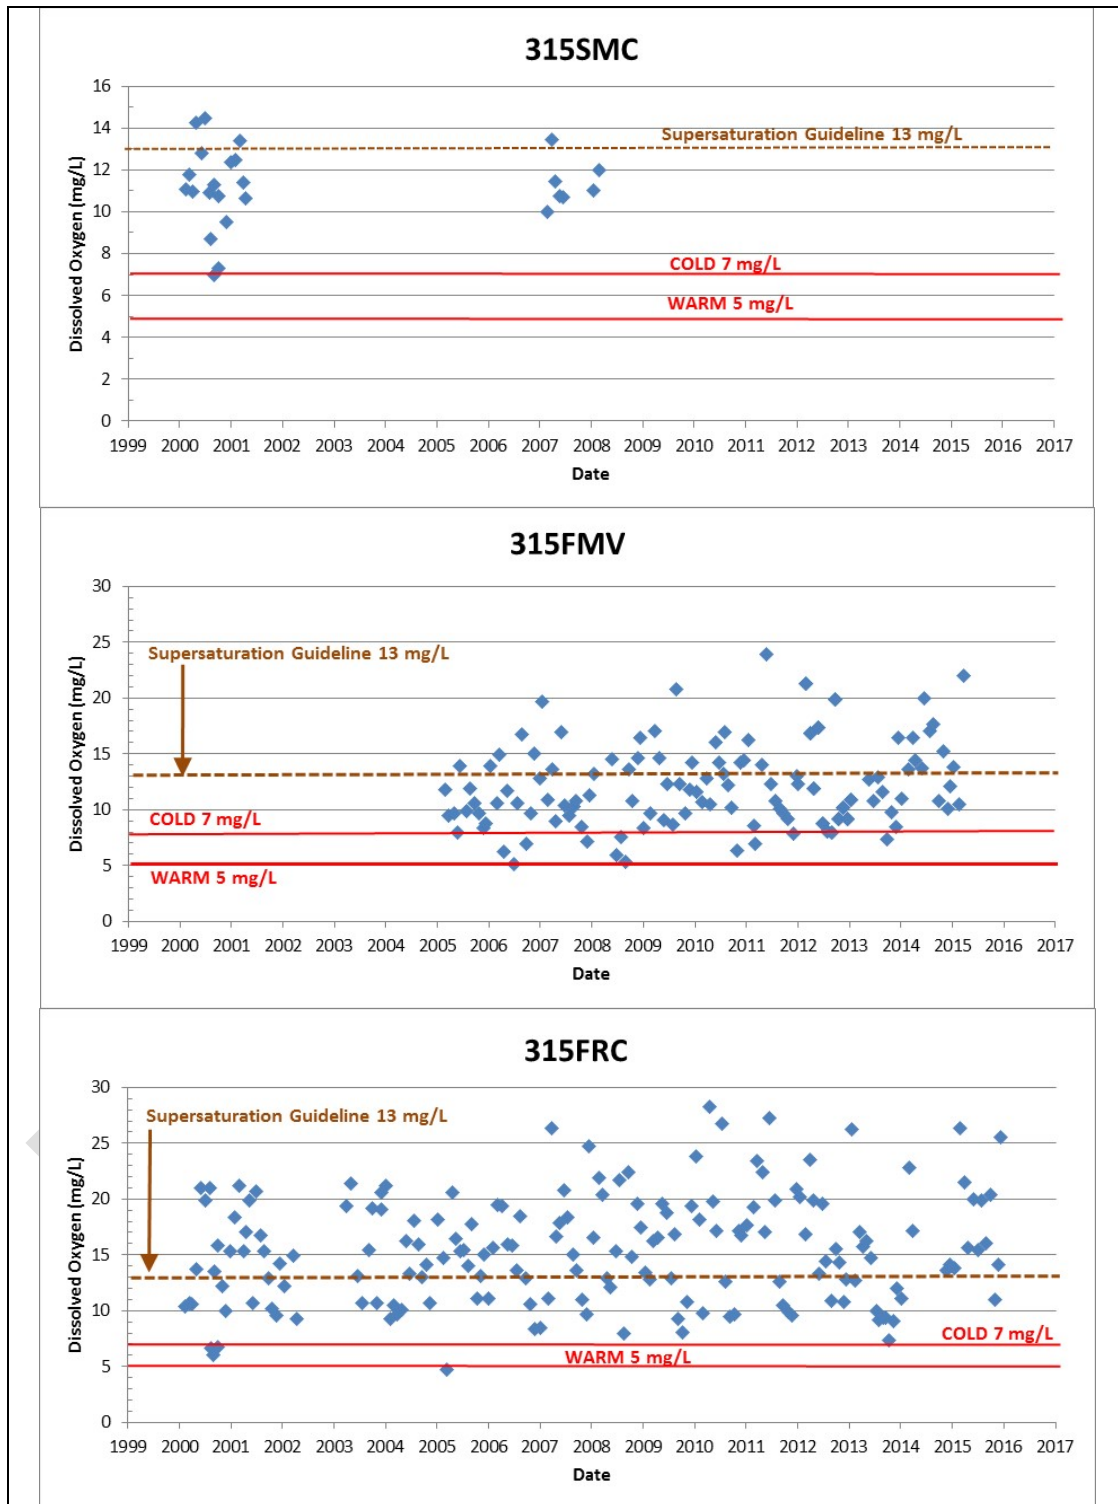 315SMC
16
Supersaturation Guideline 13 mg/L
14
12
10
8
COLD 7 mg/L
6
WARM 5 mg/L
4
2
0
Dissolved Oxygen (mg/L)
1999 2000 2001 2002 2003 2004 2005 2006 2007 2008 2009 2010 2011 2012 2013 2014 2015 2016 2017
Date
315FMV
30
25
Supersaturation Guideline 13 mg/L
20
15
10
COLD 7 mg/L
5
WARM 5 mg/L
0
Dissolved Oxygen (mg/L)
1999 2000 2001 2002 2003 2004 2005 2006 2007 2008 2009 2010 2011 2012 2013 2014 2015 2016 2017
Date
315FRC
30
Supersaturation Guideline 13 mg/L
25
20
15
10
COLD 7 mg/L
WARM 5 mg/L
5
0
Dissolved Oxygen (mg/L)
1999 2000 2001 2002 2003 2004 2005 2006 2007 2008 2009 2010 2011 2012 2013 2014 2015 2016 2017
Date